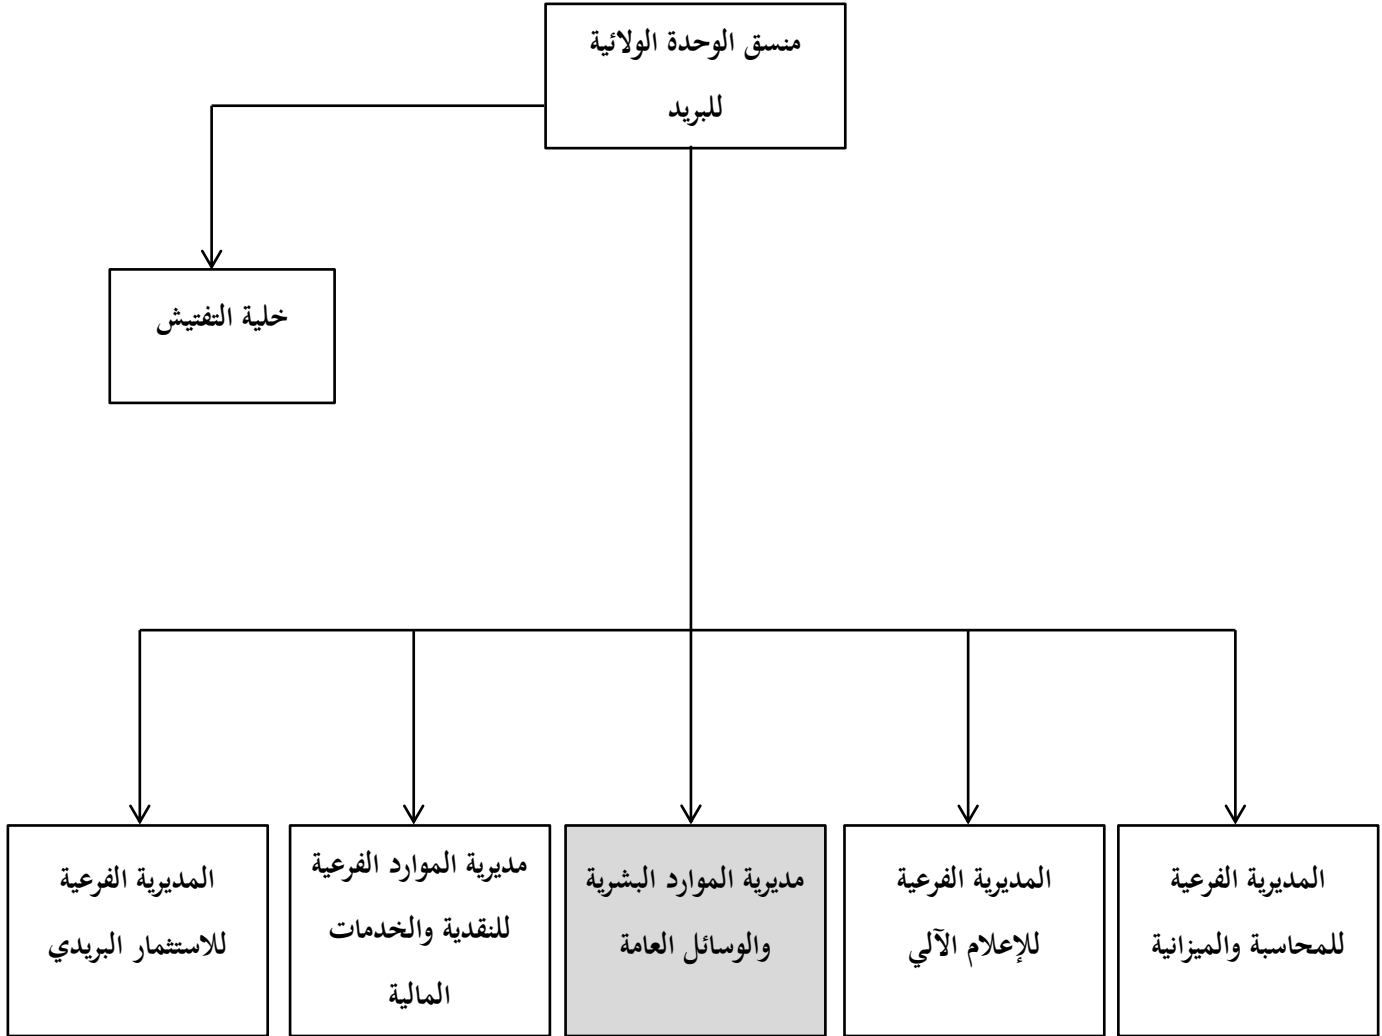 منسق الوحدة الولائية
للبريد
خلية التفتيش
المديرية الفرعية
للمحاسبة والميزانية
المديرية الفرعية
للإعلام الآلي
مديرية الموارد البشرية
والوسائل العامة
مديرية الموارد الفرعية
للنقدية والخدمات
المالية
المديرية الفرعية
للاستثمار البريدي